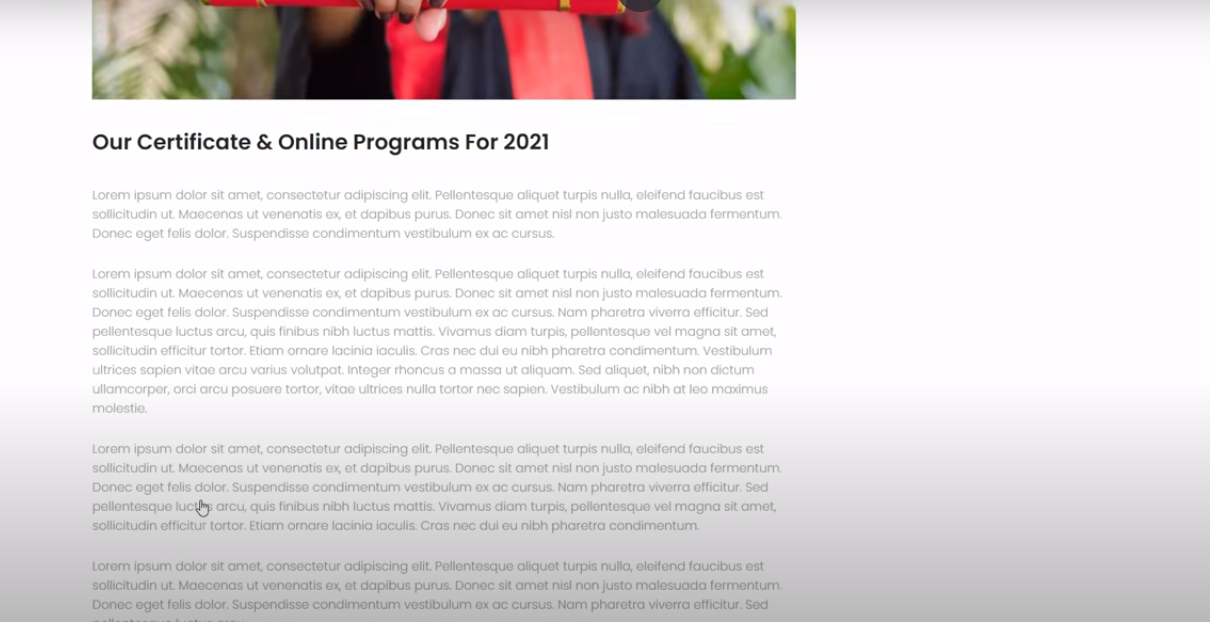 Our Certificate & Online Programs For 2021
Lorem ipsum dolor sit amet, consectetur adipiscing elit. Pellentesque aliquet turpis nulla, eleifend faucibus est
sollicitudin ut. Maecenas ut venenatis ex, et dapibus purus. Donec sit amet nisl non justo malesuada fermentum.
Donec eget felis dolor. Suspendisse condimentum vestibulum ex ac cursus.
Lorem ipsum dolor sit amet, consectetur adipiscing elit. Pellentesque aliquet turpis nulla, eleifend faucibus est
sollicitudin ut. Maecenas ut venenatis ex, et dapibus purus. Donec sit amet nisl non justo malesuada fermentum.
Donec eget felis dolor. Suspendisse condimentum vestibulum ex ac cursus. Nam pharetra viverra efficitur. Sed
pellentesque luctus arcu, quis finibus nibh luctus mattis. Vivamus diam turpis, pellentesque vel magna sit amet,
sollicitudin efficitur tortor. Etiam ornare lacinia iaculis. Cras nec dui eu nibh pharetra condimentum. Vestibulum
ultrices sapien vitae arcu varius volutpat. Integer rhoncus a massa ut aliquam. Sed aliquet, nibh non dictum
ullamcorper, orci arcu posuere tortor, vitae ultrices nulla tortor nec sapien. Vestibulum ac nibh at leo maximus
molestie.
Lorem ipsum dolor sit amet, consectetur adipiscing elit. Pellentesque aliquet turpis nulla, eleifend faucibus est
sollicitudin ut. Maecenas ut venenatis ex, et dapibus purus. Donec sit amet nisl non justo malesuada fermentum.
Donec eget felis dolor. Suspendisse condimentum vestibulum ex ac cursus. Nam pharetra viverra efficitur. Sed
pellentesque luctus arcu, quis finibus nibh luctus mattis. Vivamus diam turpis, pellentesque vel magna sit amet,
sollicitudin efficitur tortor. Etiam ornare lacinia iaculis. Cras nec dui eu nibh pharetra condimentum.
Lorem ipsum dolor sit amet, consectetur adipiscing elit. Pellentesque aliquet turpis nulla, eleifend faucibus est
sollicitudin ut. Maecenas ut venenatis ex, et dapibus purus. Donec sit amet nisl non justo malesuada fermentum.
Donec eget felis dolor. Suspendisse condimentum vestibulum ex ac cursus. Nam pharetra viverra efficitur. Sed